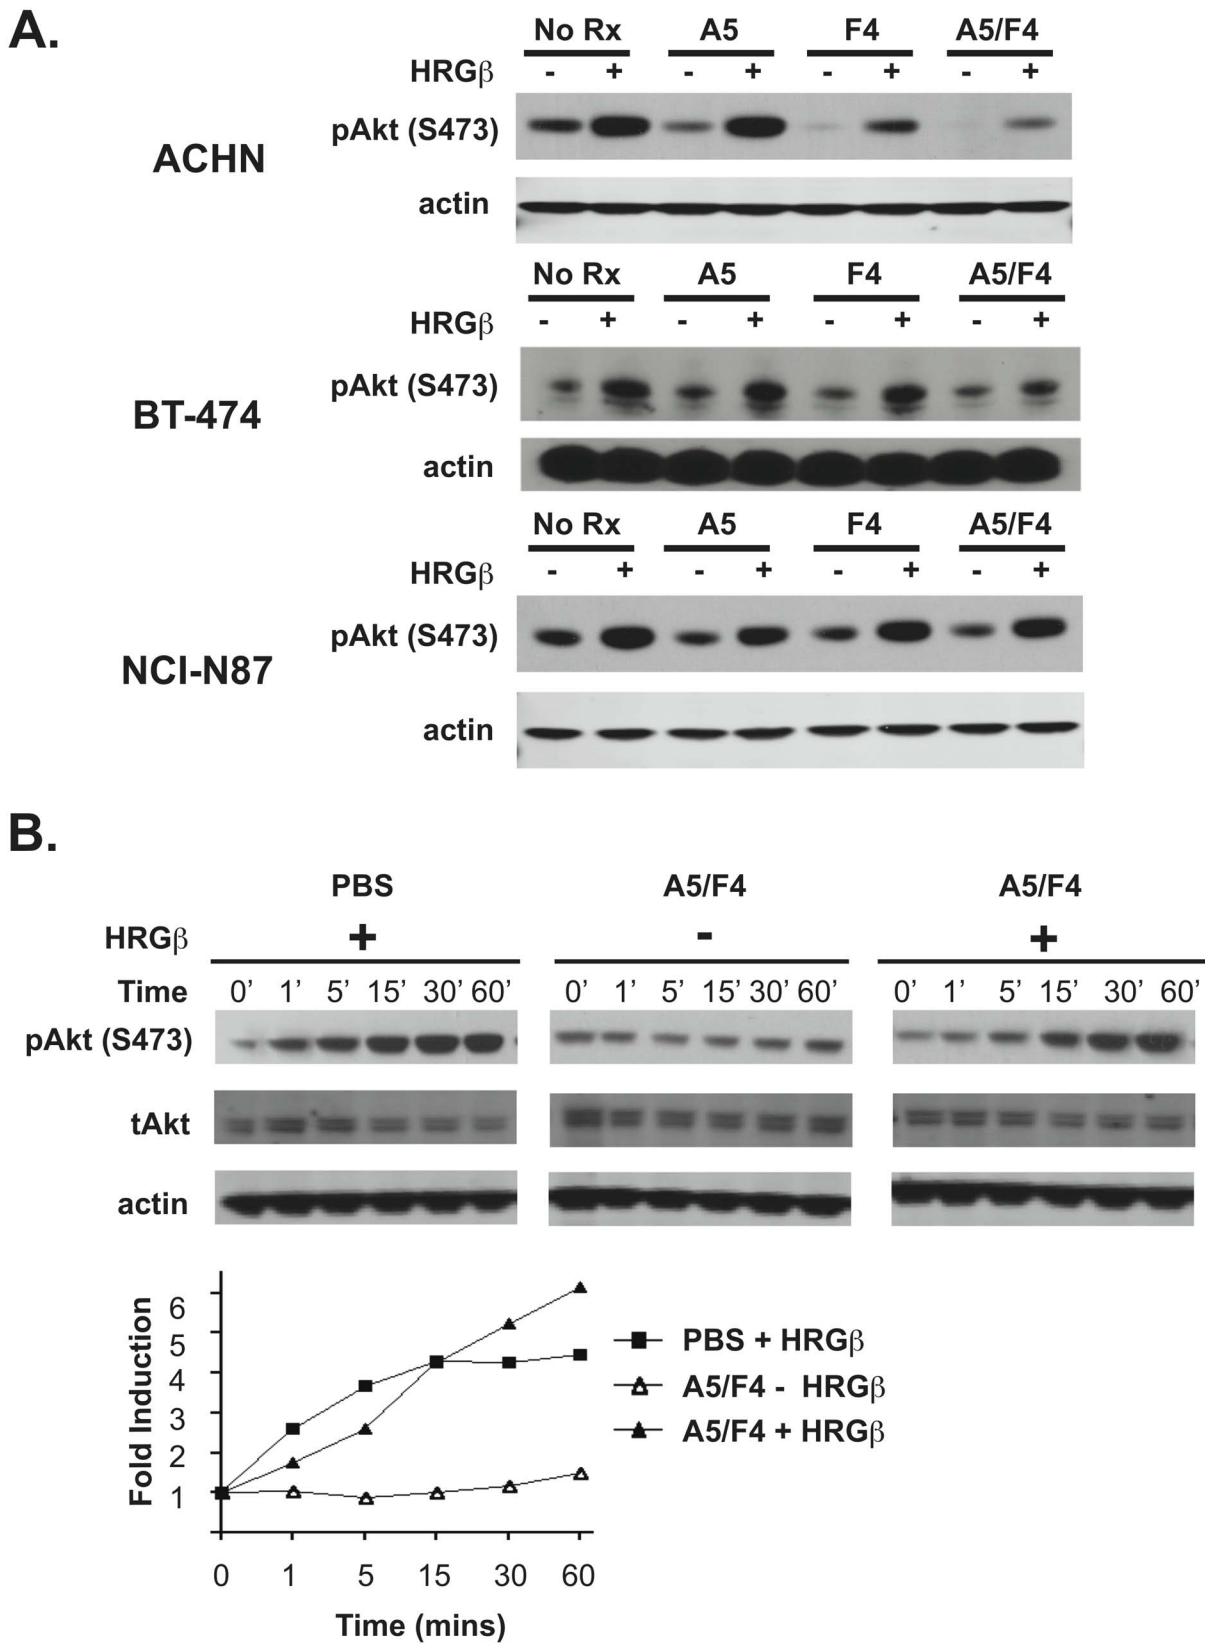 A.
No Rx A5 F4 A5/F4
HRGβ - + - + - + - +
pAkt (S473)
ACHN
actin
No Rx A5 F4 A5/F4
HRGβ - + - + - + - +
pAkt (S473)
BT-474
actin
No Rx A5 F4 A5/F4
HRGβ - + - + - + - +
pAkt (S473)
NCI-N87
actin
B.
PBS A5/F4 A5/F4
HRGβ + - +
Time 0’ 1’ 5’ 15’ 30’ 60’ 0’ 1’ 5’ 15’ 30’ 60’ 0’ 1’ 5’ 15’ 30’ 60’
pAkt (S473)
tAkt
actin
Fold Induction
6
5
4
3
2
1
PBS + HRGβ
A5/F4 - HRGβ
A5/F4 + HRGβ
0 1 5 15 30 60
Time (mins)